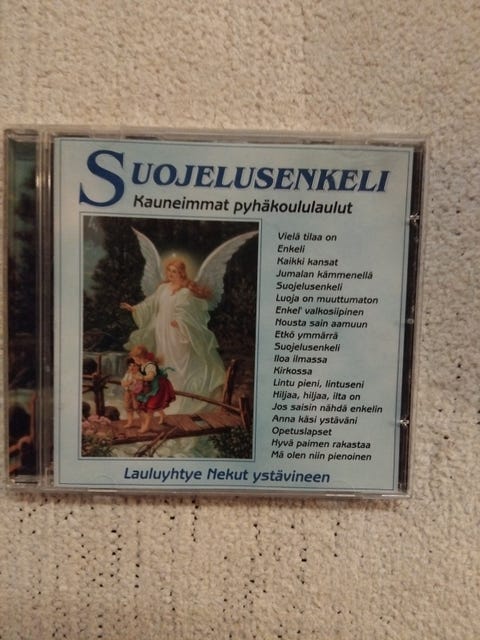 SUOJELUSENKELI
Kauneimmat pyhäkoululaulut
Vielä tilaa on
Enkeli
Kaikki kansat
Jumalan kämmenellä
Suojelusenkeli
Luoja on muuttumaton
Enkel' valkosiipinen
Nousta sain aamuun
Etkö ymmärrä
Suojelusenkeli
Iloa ilmassa
Kirkossa
Lintu pieni, lintuseni
Hiljaa, hiljaa, ilta on
Jos saisin nähdä enkelin
Anna käsi ystäväni
Opetuslapset
Hyvä paimen rakastaa
Mä olen niin pienoinen
Lauluyhtye Nekut ystävineen